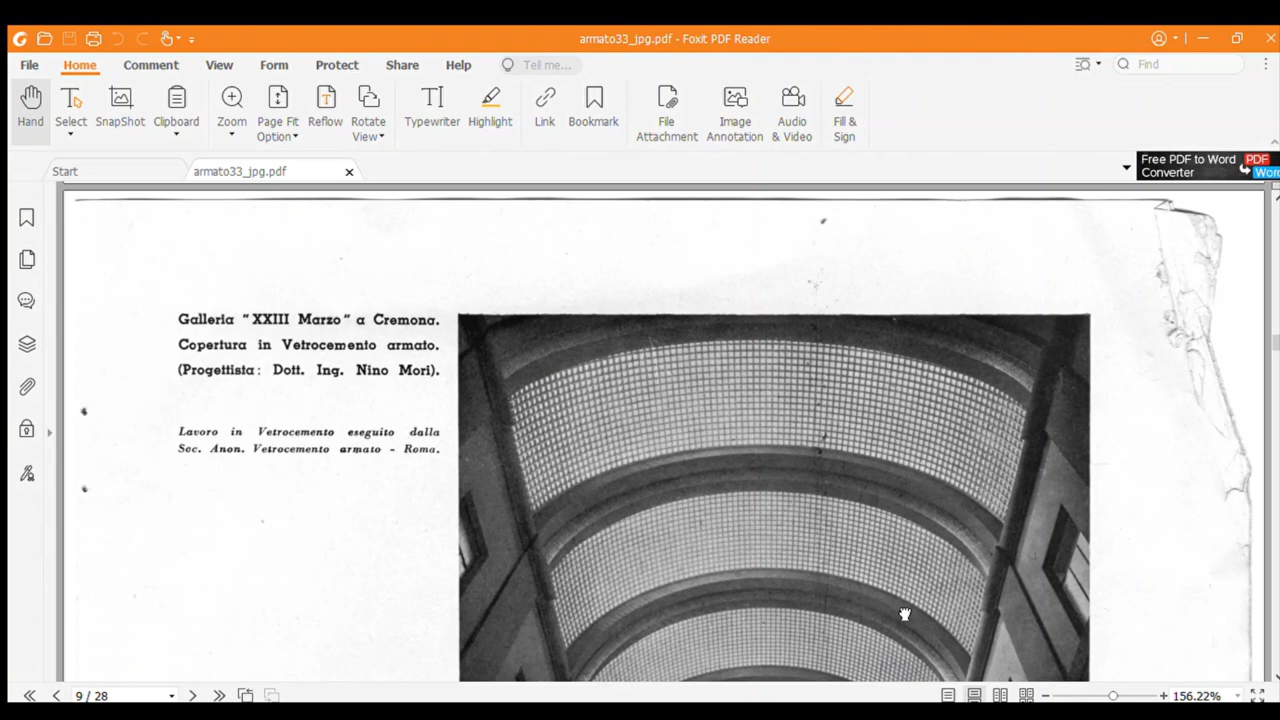 armato33_jpg.pdf - Foxit PDF Reader
File Home Comment View Form Protect Share Help Tell me... Find
Hand Select SnapShot Clipboard Zoom Page Fit Option Reflow Rotate View Typewriter Highlight Link Bookmark File Attachment Image Annotation Audio & Video Fill & Sign
Start armato33_jpg.pdf
Free PDF to Word PDF
Converter Word
Galleria "XXIII Marzo" a Cremona.
Copertura in Vetrocemento armato.
(Progettista: Dott. Ing. Nino Mori).
Lavoro in Vetrocemento eseguito dalla
Soc. Anon. Vetrocemento armato - Roma.
9 / 28 156.22%